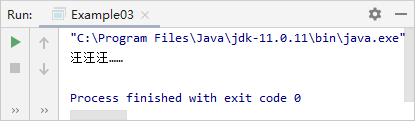 Run: Example03
"C:\Program Files\Java\jdk-11.0.11\bin\java.exe"
汪汪汪……
Process finished with exit code 0